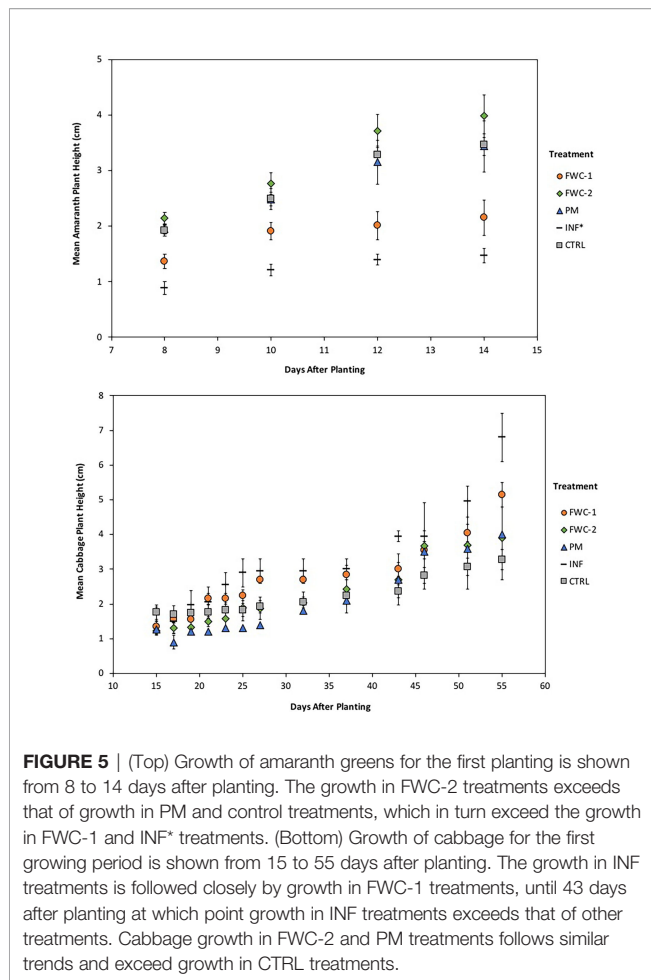 5
4
3
2
1
0
7
8
9
10
11
12
13
14
15
Mean Amaranth Plant Height (cm)
Days After Planting
Treatment
FWC-1
FWC-2
PM
INF*
CTRL
8
7
6
5
4
3
2
1
0
10
15
20
25
30
35
40
45
50
55
60
Mean Cabbage Plant Height (cm)
Days After Planting
Treatment
FWC-1
FWC-2
PM
INF
CTRL
FIGURE 5 | (Top) Growth of amaranth greens for the first planting is shown
from 8 to 14 days after planting. The growth in FWC-2 treatments exceeds
that of growth in PM and control treatments, which in turn exceed the growth
in FWC-1 and INF* treatments. (Bottom) Growth of cabbage for the first
growing period is shown from 15 to 55 days after planting. The growth in INF
treatments is followed closely by growth in FWC-1 treatments, until 43 days
after planting at which point growth in INF treatments exceeds that of other
treatments. Cabbage growth in FWC-2 and PM treatments follows similar
trends and exceed growth in CTRL treatments.